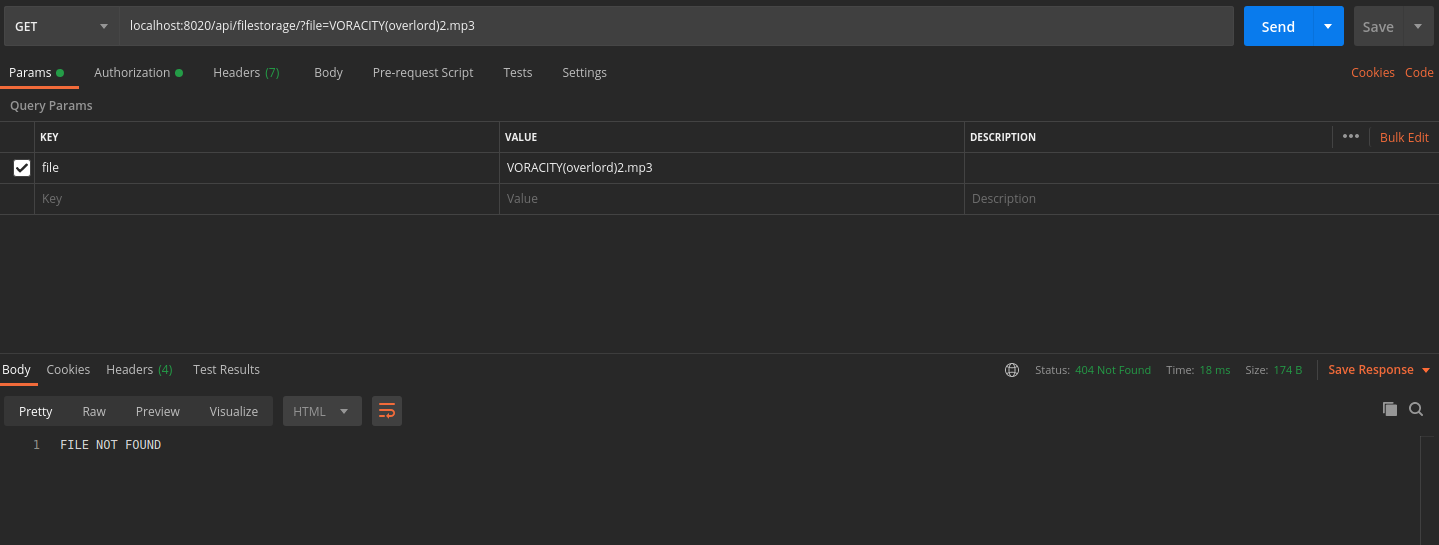 GET localhost:8020/api/filestorage/?file=VORACITY(overlord)2.mp3 Send Save
Params Authorization Headers (7) Body Pre-request Script Tests Settings Cookies Code
Query Params
KEY VALUE DESCRIPTION ••• Bulk Edit
file VORACITY(overlord)2.mp3
Key Value Description
Body Cookies Headers (4) Test Results Status: 404 Not Found Time: 18 ms Size: 174 B Save Response
Pretty Raw Preview Visualize HTML
1 FILE NOT FOUND